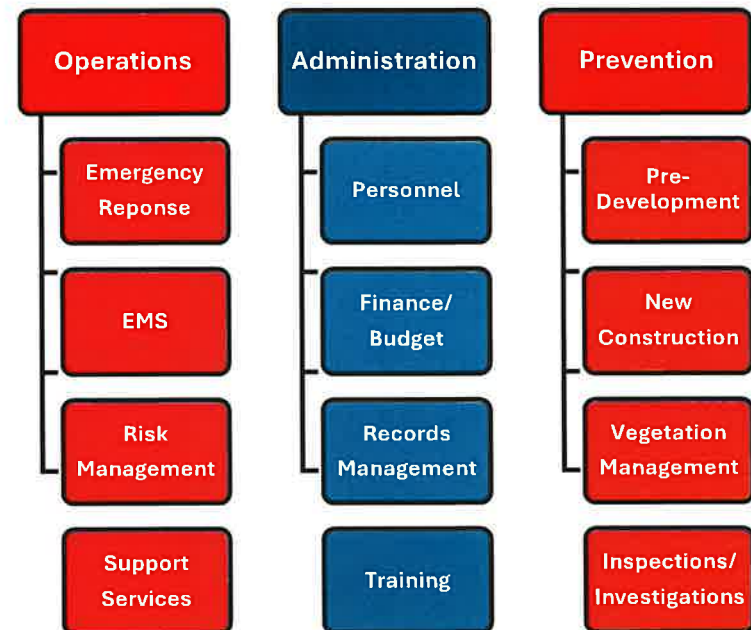 Operations
Administration
Prevention
Emergency
Reponse
Personnel
Pre-
Development
EMS
Finance/
Budget
New
Construction
Risk
Management
Records
Management
Vegetation
Management
Support
Services
Training
Inspections/
Investigations